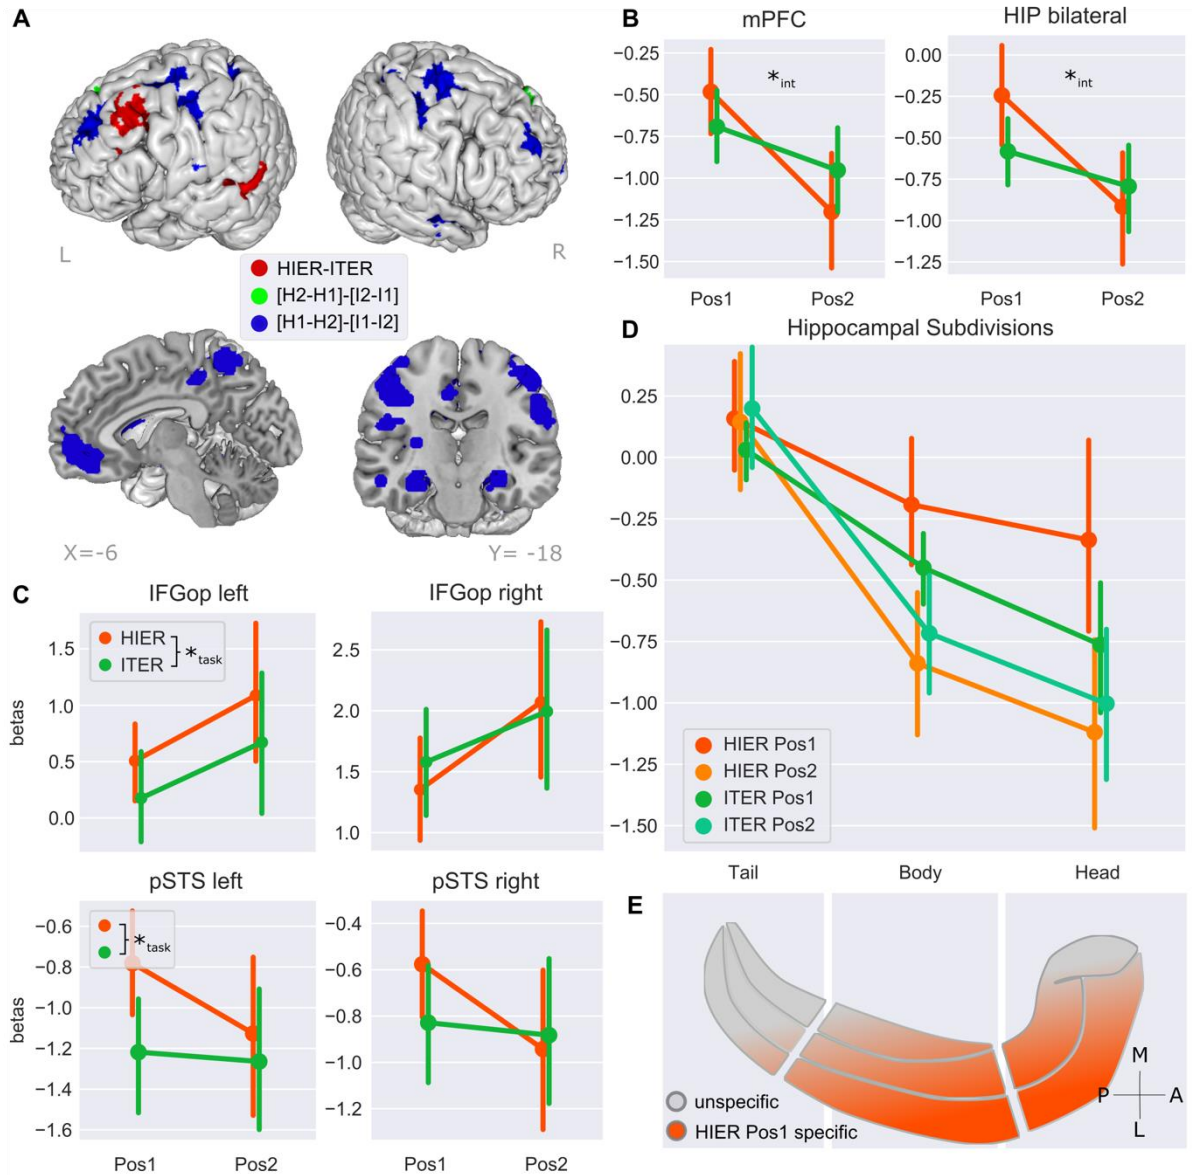 A
L
R
HIER-ITER
[H2-H1]-[I2-I1]
[H1-H2]-[I1-I2]
X=-6
Y= -18
B
mPFC
HIP bilateral
−0.25
−0.50
−0.75
−1.00
−1.25
−1.50
*int
0.00
−0.25
−0.50
−0.75
−1.00
−1.25
*int
Pos1
Pos2
Pos1
Pos2
C
IFGop left
IFGop right
betas
1.5
1.0
0.5
0.0
HIER
ITER
*task
2.5
2.0
1.5
1.0
pSTS left
pSTS right
betas
−0.6
−0.8
−1.0
−1.2
−1.4
−1.6
*task
−0.4
−0.6
−0.8
−1.0
−1.2
Pos1
Pos2
Pos1
Pos2
D
Hippocampal Subdivisions
0.25
0.00
−0.25
−0.50
−0.75
−1.00
−1.25
−1.50
HIER Pos1
HIER Pos2
ITER Pos1
ITER Pos2
Tail
Body
Head
E
unspecific
HIER Pos1 specific
M
P
A
L